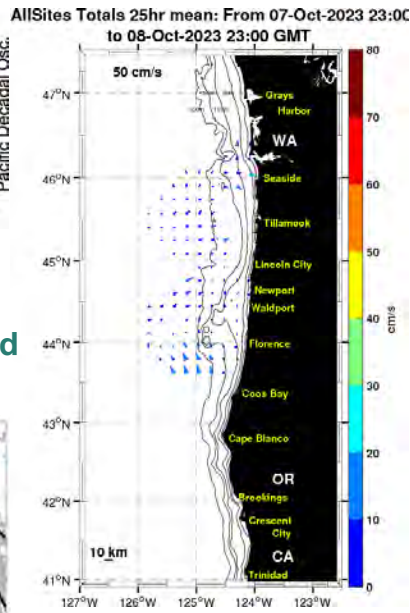 AllSites Totals 25hr mean: From 07-Oct-2023 23:00
to 08-Oct-2023 23:00 GMT
Pacific Decadal Osc.
d
50 cm/s
47°N
46°N
45°N
44°N
43°N
42°N
41°N
Grays
Harbor
WA
Seaside
Tillamook
Lincoln City
Newport
Waldport
Florence
Coos Bay
Cape Blanco
OR
Brookings
Crescent
City
CA
Trinidad
10 km
127°W 126°W 125°W 124°W 123°W
80
70
60
50
40
30
20
10
0
cm/s